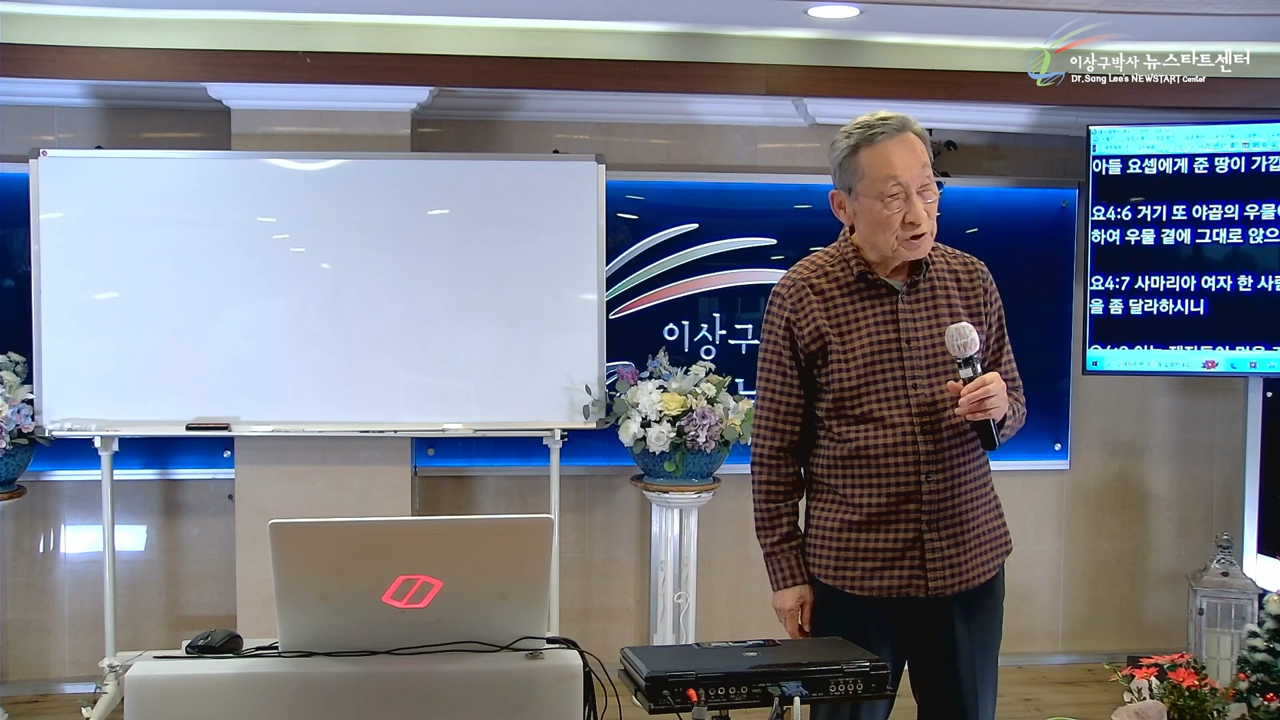 이상구박사 뉴스타트센터
Dr.Sang Lee's NEWSTART Center
아들 요셉에게 준 땅이 가깝
요4:6 거기 또 야곱의 우물이
하여 우물 곁에 그대로 앉으
요4:7 사마리아 여자 한 사람
을 좀 달라하시니
이상구